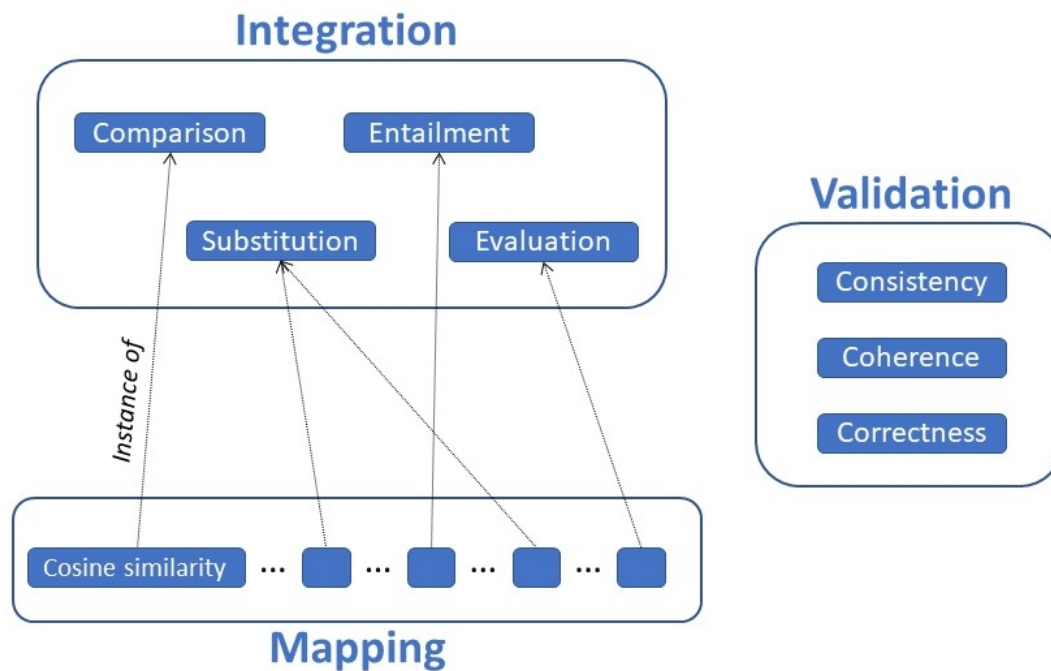 Integration
Comparison
Entailment
Substitution
Evaluation
Validation
Consistency
Coherence
Correctness
Instance of
Cosine similarity ... ... ... ...
Mapping